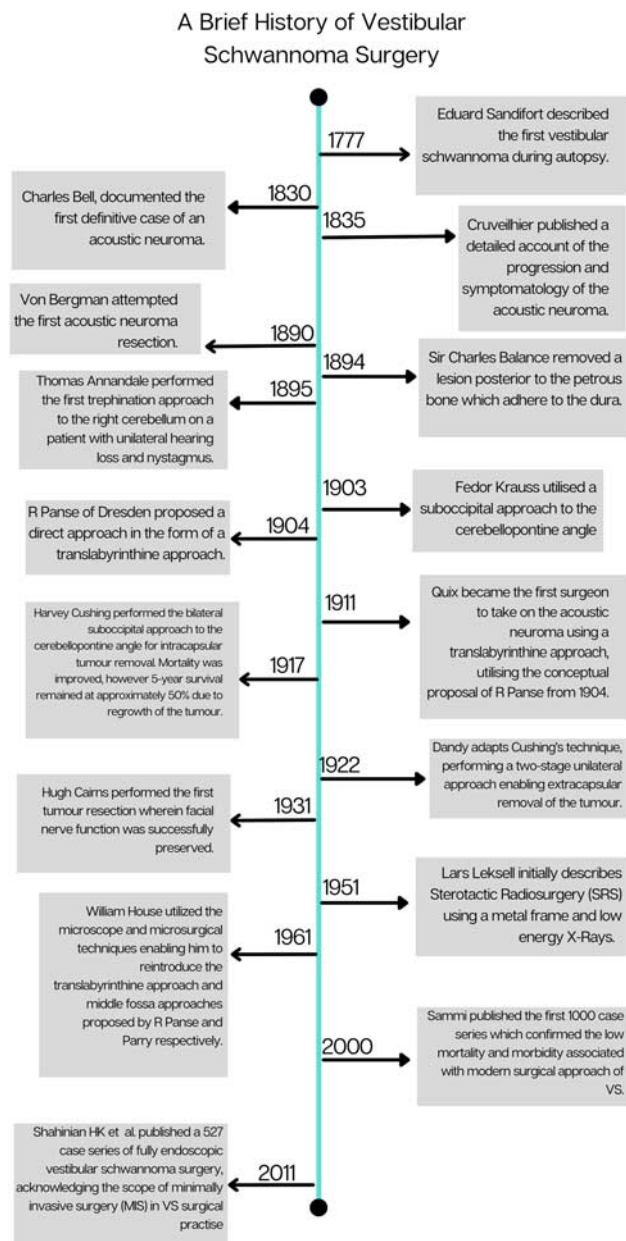 A Brief History of Vestibular
Schwannoma Surgery
1777
Eduard Sandifort described
the first vestibular
schwannoma during autopsy.
1830
Charles Bell, documented the
first definitive case of an
acoustic neuroma.
1835
Cruveilhier published a
detailed account of the
progression and
symptomatology of the
acoustic neuroma.
1890
Von Bergman attempted
the first acoustic neuroma
resection.
1894
Sir Charles Balance removed a
lesion posterior to the petrous
bone which adhere to the dura.
1895
Thomas Annandale performed
the first trephination approach
to the right cerebellum on a
patient with unilateral hearing
loss and nystagmus.
1903
Fedor Krauss utilised a
suboccipital approach to the
cerebellopontine angle
1904
R Panse of Dresden proposed a
direct approach in the form of a
translabyrinthine approach.
1911
Quix became the first surgeon
to take on the acoustic
neuroma using a
translabyrinthine approach,
utilising the conceptual
proposal of R Panse from 1904.
1917
Harvey Cushing performed the bilateral
suboccipital approach to the
cerebellopontine angle for intracapsular
tumour removal. Mortality was
improved, however 5-year survival
remained at approximately 50% due to
regrowth of the tumour.
1922
Dandy adapts Cushing's technique,
performing a two-stage unilateral
approach enabling extracapsular
removal of the tumour.
1931
Hugh Cairns performed the first
tumour resection wherein facial
nerve function was successfully
preserved.
1951
Lars Leksell initially describes
Sterotactic Radiosurgery (SRS)
using a metal frame and low
energy X-Rays.
1961
William House utilized the
microscope and microsurgical
techniques enabling him to
reintroduce the
translabyrinthine approach and
middle fossa approaches
proposed by R Panse and
Parry respectively.
2000
Sammi published the first 1000 case
series which confirmed the low
mortality and morbidity associated
with modern surgical approach of
VS.
2011
Shahinian HK et al. published a 527
case series of fully endoscopic
vestibular schwannoma surgery,
acknowledging the scope of minimally
invasive surgery (MIS) in VS surgical
practise